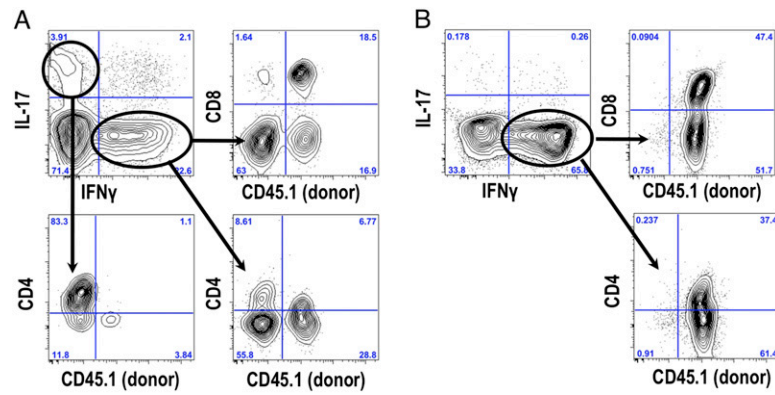 A
B
3.91 2.1
1.64 18.5
0.178 0.26
0.0904 47.4
IL-17
CD8
IL-17
CD8
71.4
63 16.9
33.8
0.751 51.7
IFNγ
CD45.1 (donor)
IFNγ
CD45.1 (donor)
83.3 1.1
8.61 6.77
0.237 37.4
CD4
CD4
CD4
11.8 3.84
55.8 28.8
0.91 61.4
CD45.1 (donor)
CD45.1 (donor)
CD45.1 (donor)